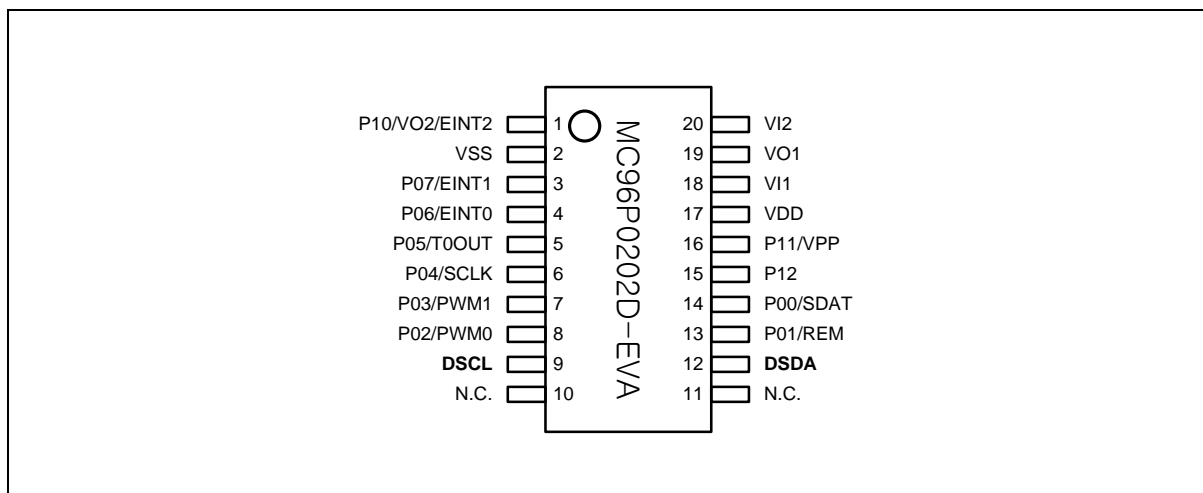 P10/VO2/EINT2 1 20 VI2
VSS 2 19 VO1
P07/EINT1 3 18 VI1
P06/EINT0 4 17 VDD
P05/T0OUT 5 16 P11/VPP
P04/SCLK 6 15 P12
P03/PWM1 7 14 P00/SDAT
P02/PWM0 8 13 P01/REM
DSCL 9 12 DSDA
N.C. 10 11 N.C.
MC96P0202D-EVA